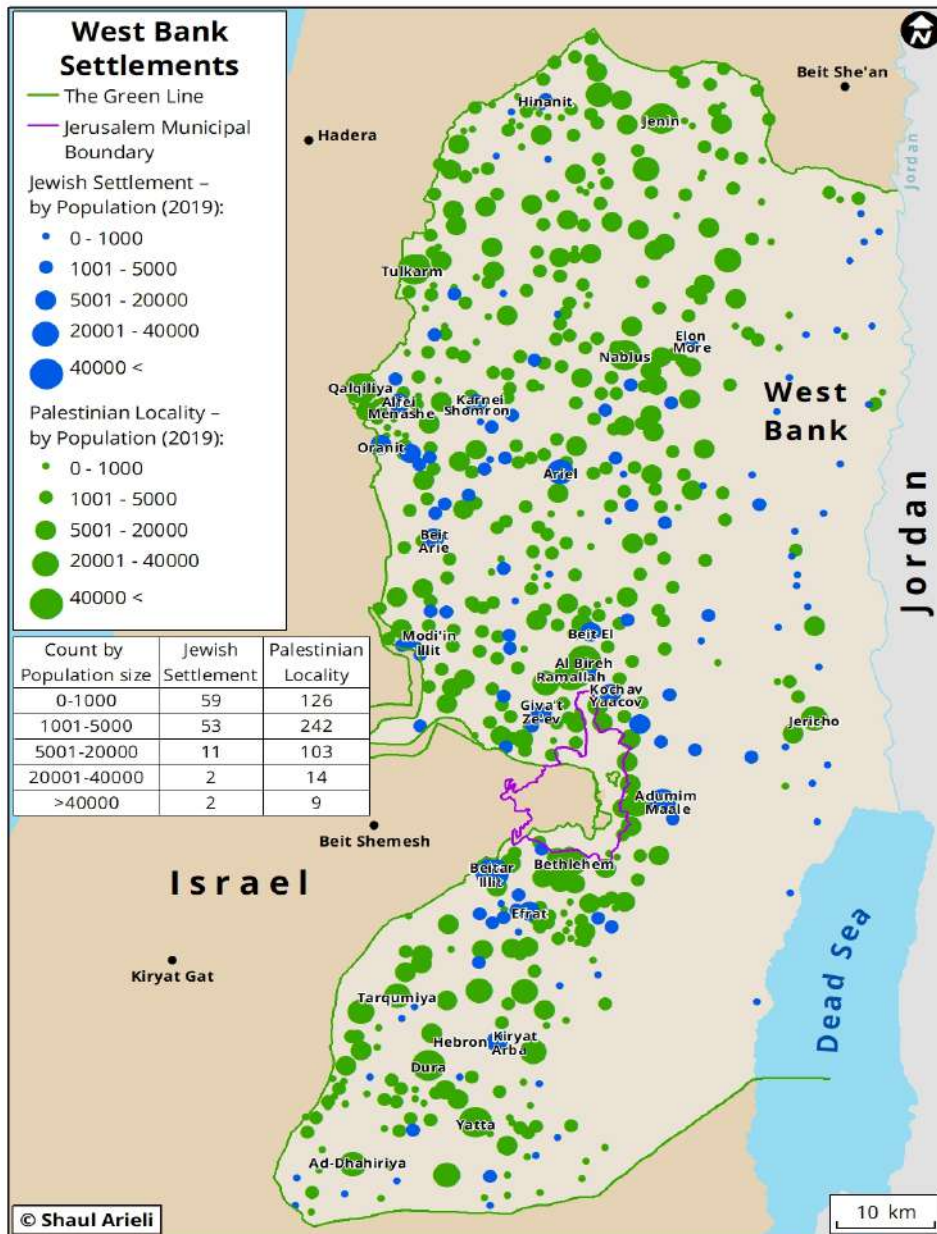 West Bank
Settlements
The Green Line
Jerusalem Municipal
Boundary
Jewish Settlement –
by Population (2019):
0 - 1000
1001 - 5000
5001 - 20000
20001 - 40000
40000 <
Palestinian Locality –
by Population (2019):
0 - 1000
1001 - 5000
5001 - 20000
20001 - 40000
40000 <
Count by
Population size
Jewish
Settlement
Palestinian
Locality
0-1000 59 126
1001-5000 53 242
5001-20000 11 103
20001-40000 2 14
>40000 2 9
N
Beit She'an
Hadera
Hinanit
Jenin
Jordan
Tulkarm
Elon
More
Nablus
Qalqiliya
Alfei
Menashe
Karnei
Shomron
West
Bank
Oranit
Ariel
Jordan
Beit
Arie
Modi'in
Illit
Beit El
Al Bireh
Ramallah
Kochav
Yaacov
Giva't
Ze'ev
Jericho
Adumim
Maale
Beit Shemesh
Israel
Beitar
Illit
Bethlehem
Efrat
Kiryat Gat
Dead Sea
Tarqumiya
Hebron
Kiryat
Arba
Dura
Yatta
Ad-Dhahiriya
© Shaul Arieli
10 km